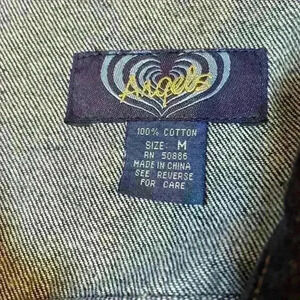 Angels
100% COTTON
SIZE: M
RN 50886
MADE IN CHINA
SEE REVERSE
FOR CARE